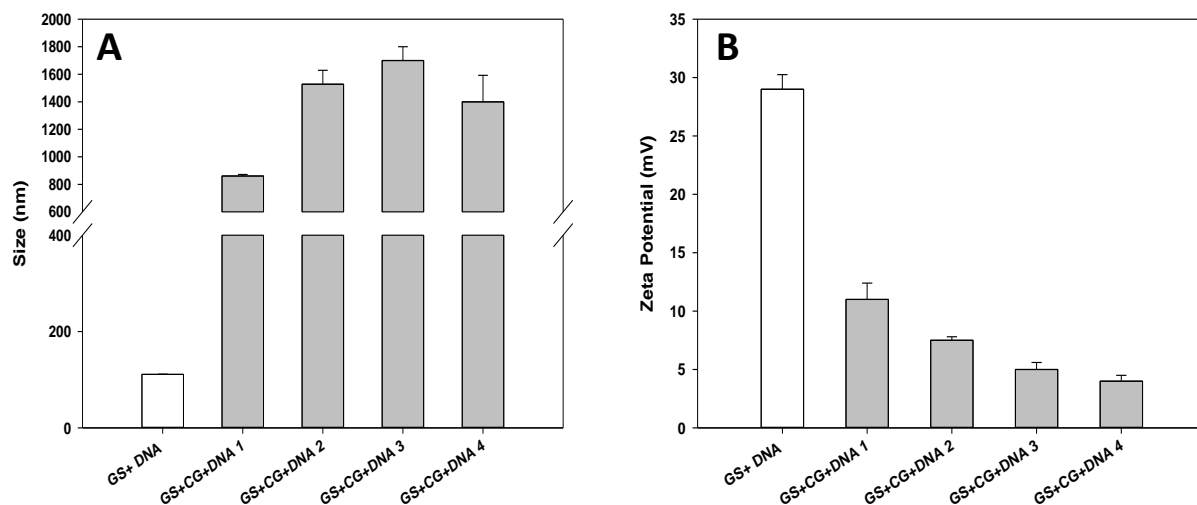 A
Size (nm)
2000
1800
1600
1400
1200
1000
800
600
400
200
0
GS+ DNA
GS+CG+DNA 1
GS+CG+DNA 2
GS+CG+DNA 3
GS+CG+DNA 4
B
Zeta Potential (mV)
35
30
25
20
15
10
5
0
GS+ DNA
GS+CG+DNA 1
GS+CG+DNA 2
GS+CG+DNA 3
GS+CG+DNA 4